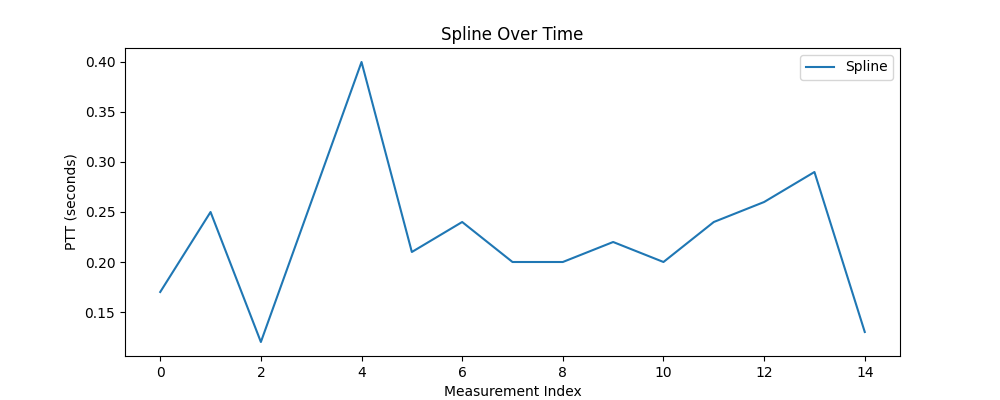 Spline Over Time
Spline
PTT (seconds)
0.40
0.35
0.30
0.25
0.20
0.15
0 2 4 6 8 10 12 14
Measurement Index